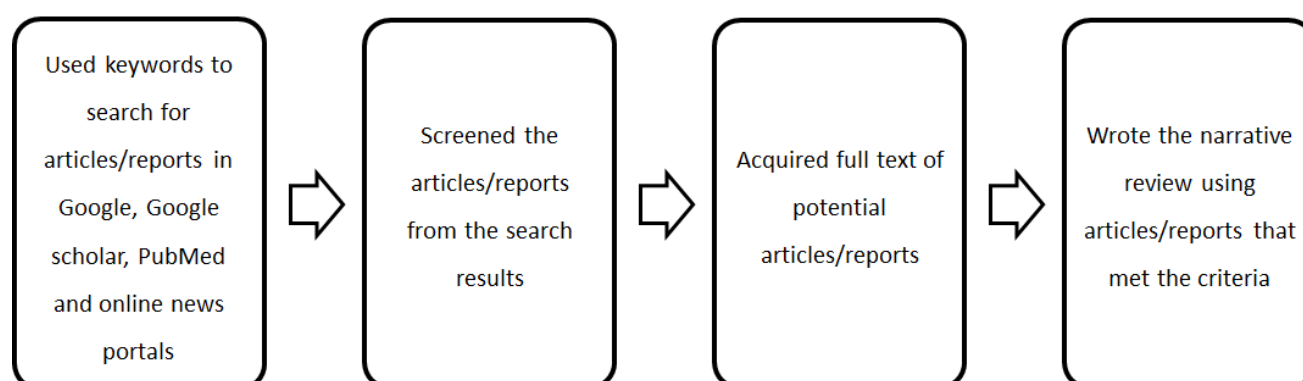 Used keywords to
search for
articles/reports in
Google, Google
scholar, PubMed
and online news
portals
Screened the
articles/reports
from the search
results
Acquired full text of
potential
articles/reports
Wrote the narrative
review using
articles/reports that
met the criteria